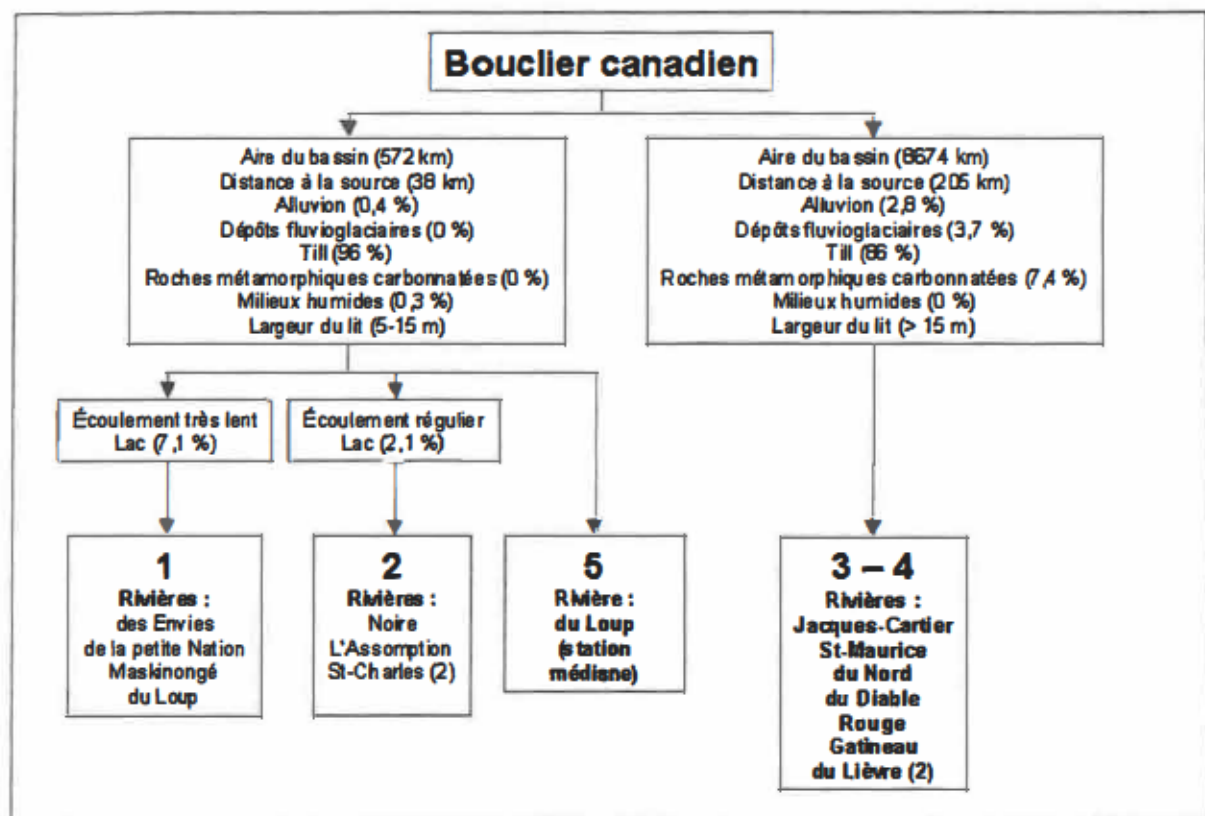 Bouclier canadien
Aire du bassin (572 km)
Distance à la source (38 km)
Alluvion (0,4 %)
Dépôts fluvioglaciaires (0 %)
Till (96 %)
Roches métamorphiques carbonnatées (0 %)
Milieux humides (0,3 %)
Largeur du lit (5-15 m)
Aire du bassin (8674 km)
Distance à la source (205 km)
Alluvion (2,8 %)
Dépôts fluvioglaciaires (3,7 %)
Till (86 %)
Roches métamorphiques carbonnatées (7,4 %)
Milieux humides (0 %)
Largeur du lit (> 15 m)
Écoulement très lent
Lac (7,1 %)
Écoulement régulier
Lac (2,1 %)
1
Rivières :
des Envies
de la petite Nation
Maskinongé
du Loup
2
Rivières :
Noire
L'Assomption
St-Charles (2)
5
Rivière :
du Loup
(station
médiane)
3 – 4
Rivières :
Jacques-Cartier
St-Maurice
du Nord
du Diable
Rouge
Gatineau
du Lièvre (2)